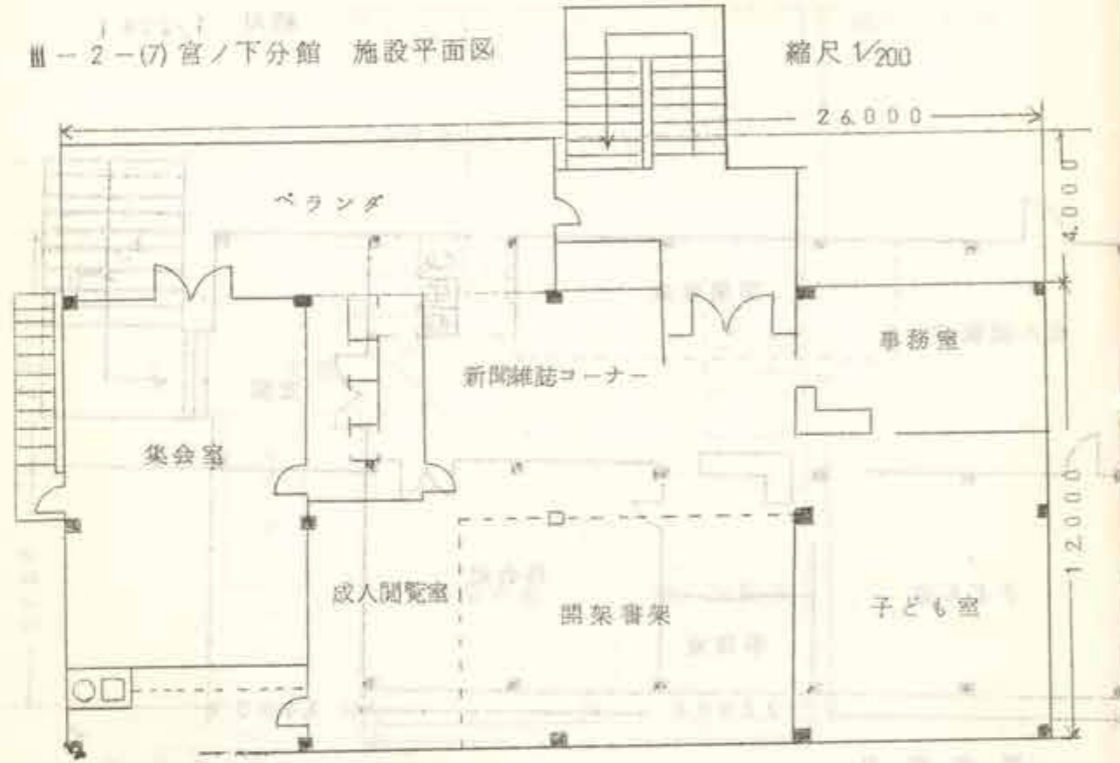 Ⅲ－2－(7) 宮ノ下分館 施設平面図
縮尺 1/200
26.000
4.000
ベランダ
事務室
新聞雑誌コーナー
集会室
12.000
成人閲覧室
開架書架
子ども室